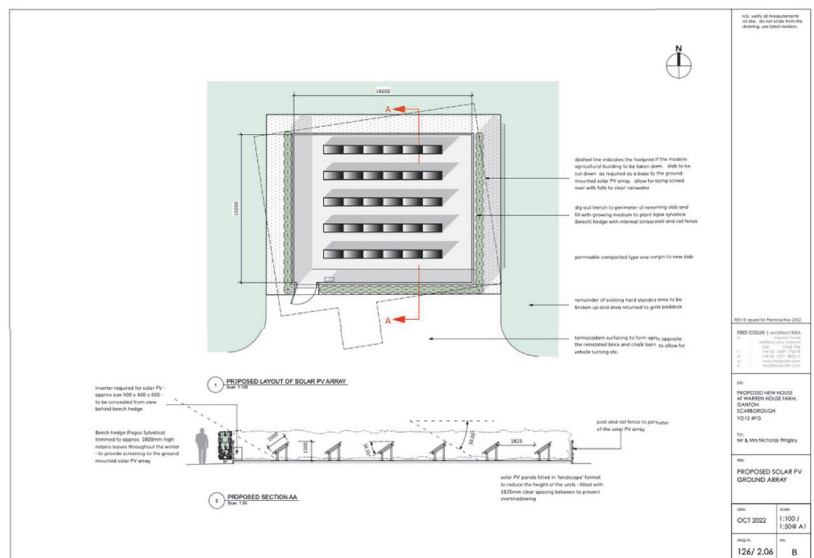 n.b. verify all measurements
on site. do not scale from this
drawing. use latest revision.
N
18000
A
15000
A
dashed line indicates the footprint if the modern
agricultural building to be taken down. slab to be
cut down as required as a base fo the ground
mounted solar PV array. allow for laying screed
over with falls to clear rainwater
dig out trench to perimeter of remaining slab and
fill with growing medium to plant fagus sylvatica
(beech) hedge with internal timber post and rail fence
permeable compacted type one margin to new slab
remainder of existing hard standing area to be
broken up and area returned to grass paddock
tarmacadam surfacing to form apron opposite
the reinstated brick and chalk barn to allow for
vehicle turning etc.
1
PROPOSED LAYOUT OF SOLAR PV ARRAY
Scale 1:100
inverter required for solar PV -
approx size 500 x 400 x 600 -
to be concealed from view
behind beech hedge
Beech hedge (Fagus Sylvatica)
trimmed to approx. 1800mm high
retains leaves throughout the winter
- to provide screening to the ground
mounted solar PV array
1825
post and rail fence to perimeter
of the solar PV array
solar PV panels fitted in 'landscape' format
to reduce the height of the units - fitted with
1825mm clear spacing between to prevent
overshadowing
2
PROPOSED SECTION AA
Scale 1:50
REV B issued for Planning Nov 2022
FRED COLLIN | architect RIBA
job:
PROPOSED NEW HOUSE
AT WARREN HOUSE FARM,
GANTON
SCARBOROUGH
YO12 4PG
for:
Mr & Mrs Nicholas Wrigley
title:
PROPOSED SOLAR PV
GROUND ARRAY
date:
OCT 2022
scale:
1:100 /
1:50@ A1
dwg no.
126/ 2.06
rev.
B